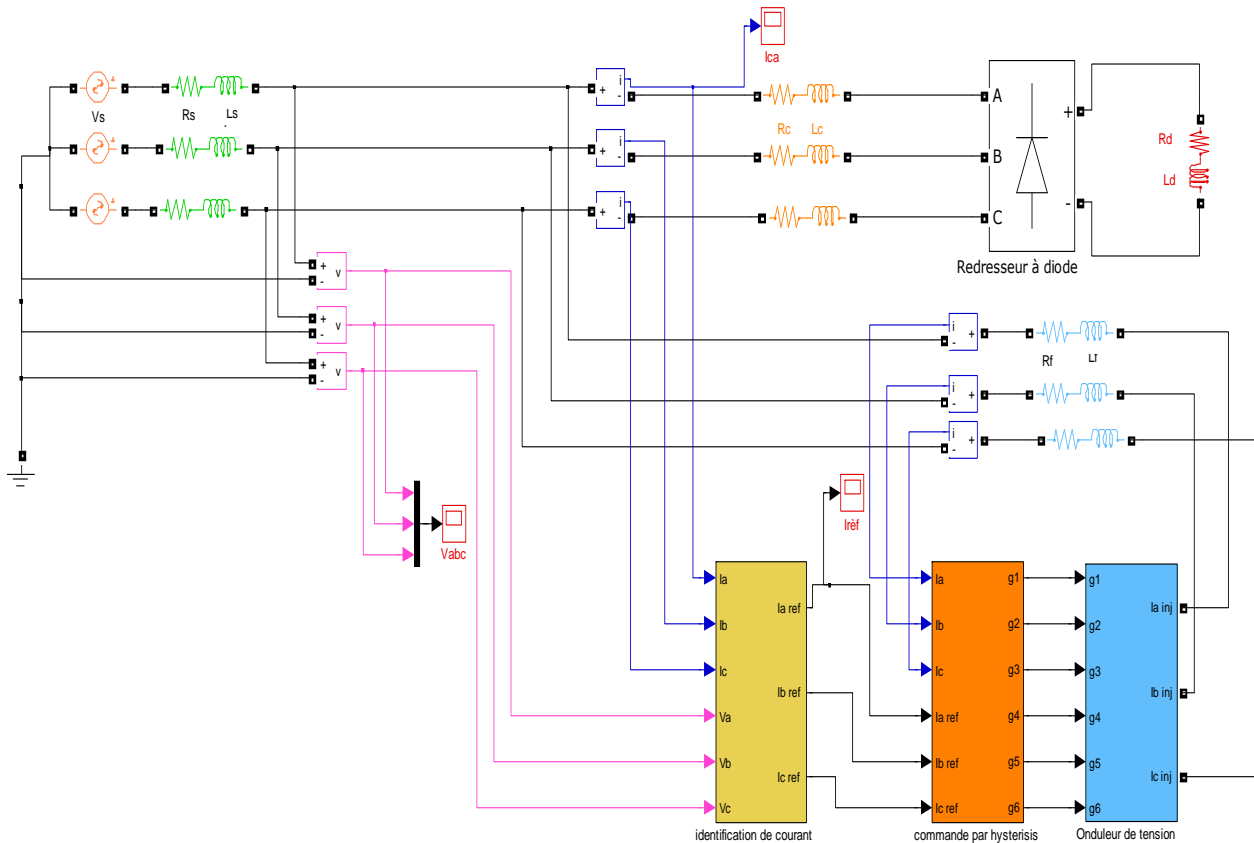 Ica
Vs
Rs
Ls
+
i
-
Rc
Lc
A
+
Rd
+
i
-
B
Ld
+
i
-
C
-
Redresseur à diode
+
v
-
+
v
-
+
v
-
i
-
+
Rf
Lf
i
-
+
i
-
+
Irèf
Vabc
Ia
Ib
Ic
Va
Vb
Vc
Ia ref
Ib ref
Ic ref
identification de courant
Ia
Ib
Ic
Ia ref
Ib ref
Ic ref
g1
g2
g3
g4
g5
g6
commande par hysterisis
g1
g2
g3
g4
g5
g6
Ia inj
Ib inj
Ic inj
Onduleur de tension